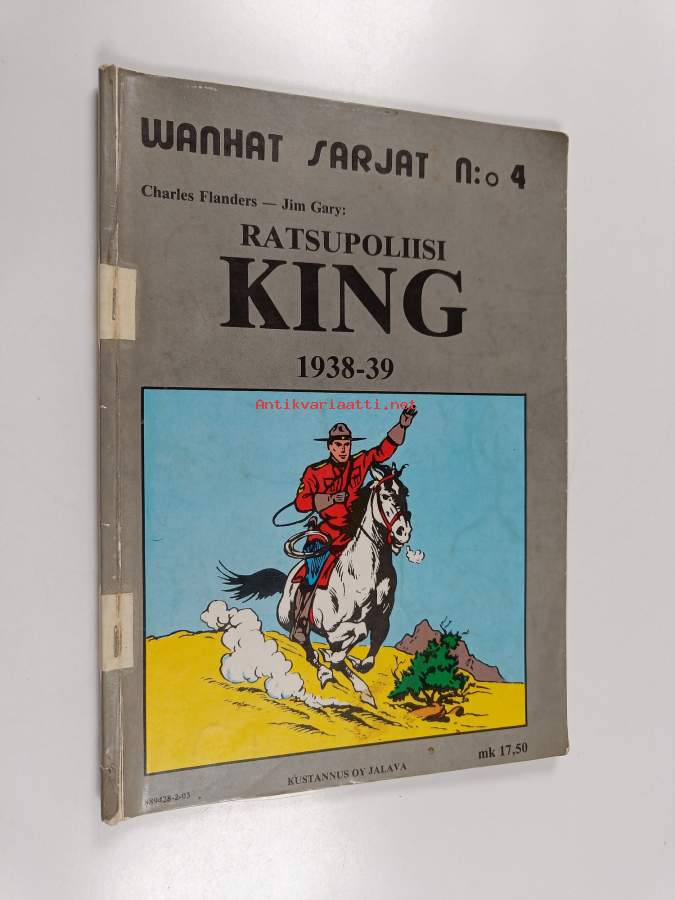 WANHAT SARJAT N:o 4
Charles Flanders — Jim Gary:
RATSUPOLIISI
KING
1938-39
Antikvariaatti.net
mk 17,50
KUSTANNUS OY JALAVA
889428-2-03